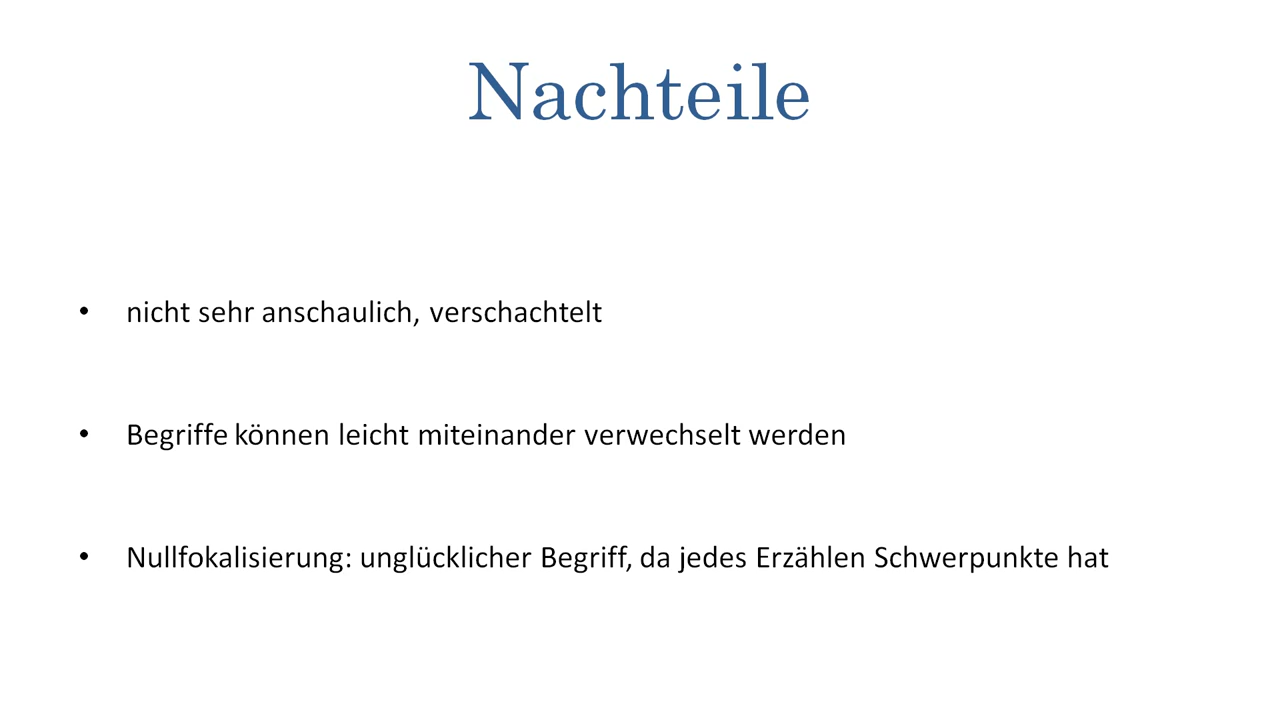 Nachteile
• nicht sehr anschaulich, verschachtelt
• Begriffe können leicht miteinander verwechselt werden
• Nullfokalisierung: unglücklicher Begriff, da jedes Erzählen Schwerpunkte hat